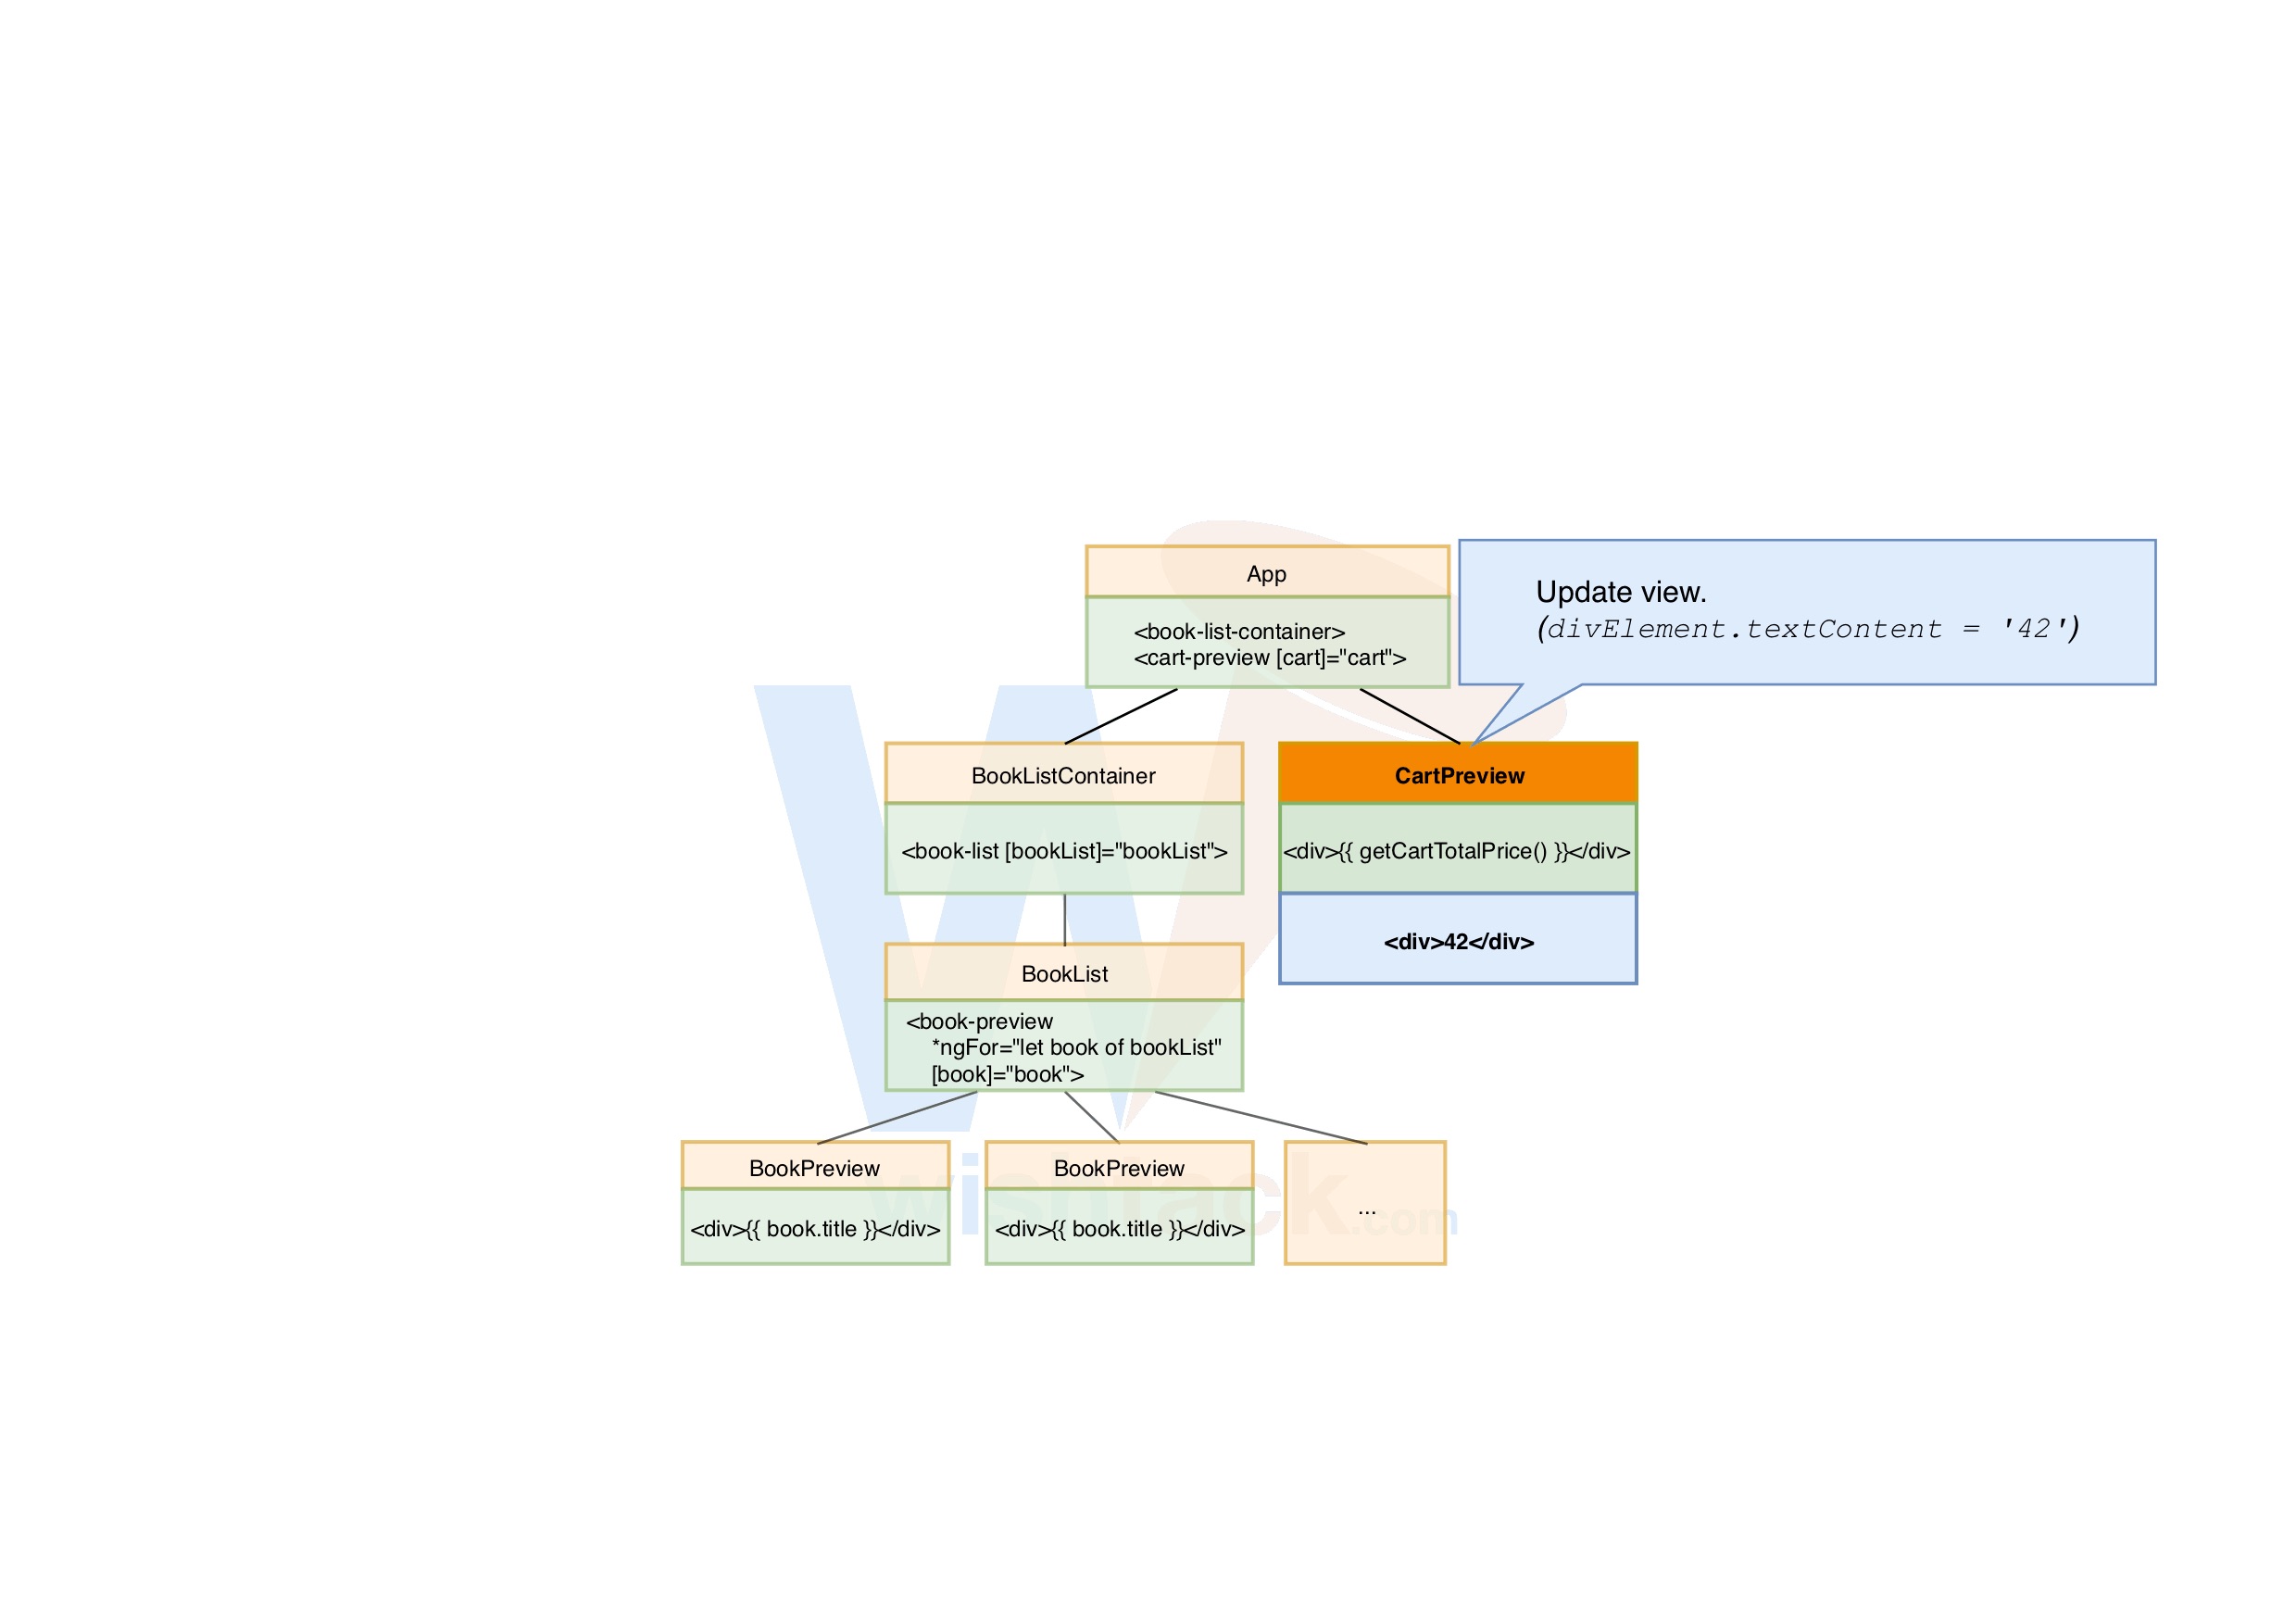 App
<book-list-container>
<cart-preview [cart]="cart">
Update view.
(divElement.textContent = '42')
BookListContainer
<book-list [bookList]="bookList">
CartPreview
<div>{{ getCartTotalPrice() }}</div>
<div>42</div>
BookList
<book-preview
*ngFor="let book of bookList"
[book]="book">
BookPreview
<div>{{ book.title }}</div>
BookPreview
<div>{{ book.title }}</div>
...
wishtack.com